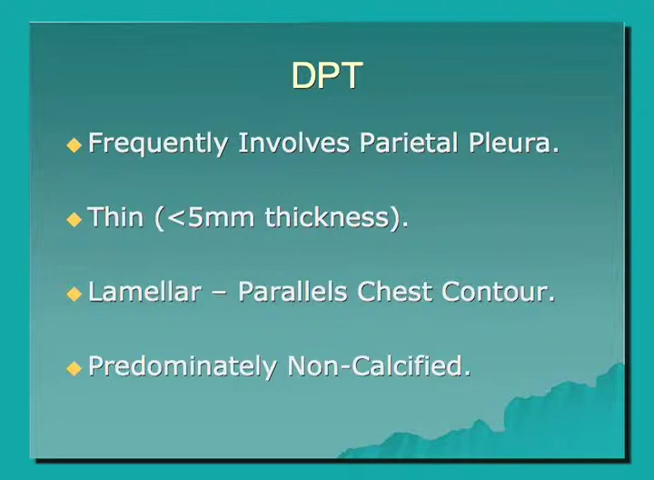 DPT
Frequently Involves Parietal Pleura.
Thin (<5mm thickness).
Lamellar – Parallels Chest Contour.
Predominately Non-Calcified.